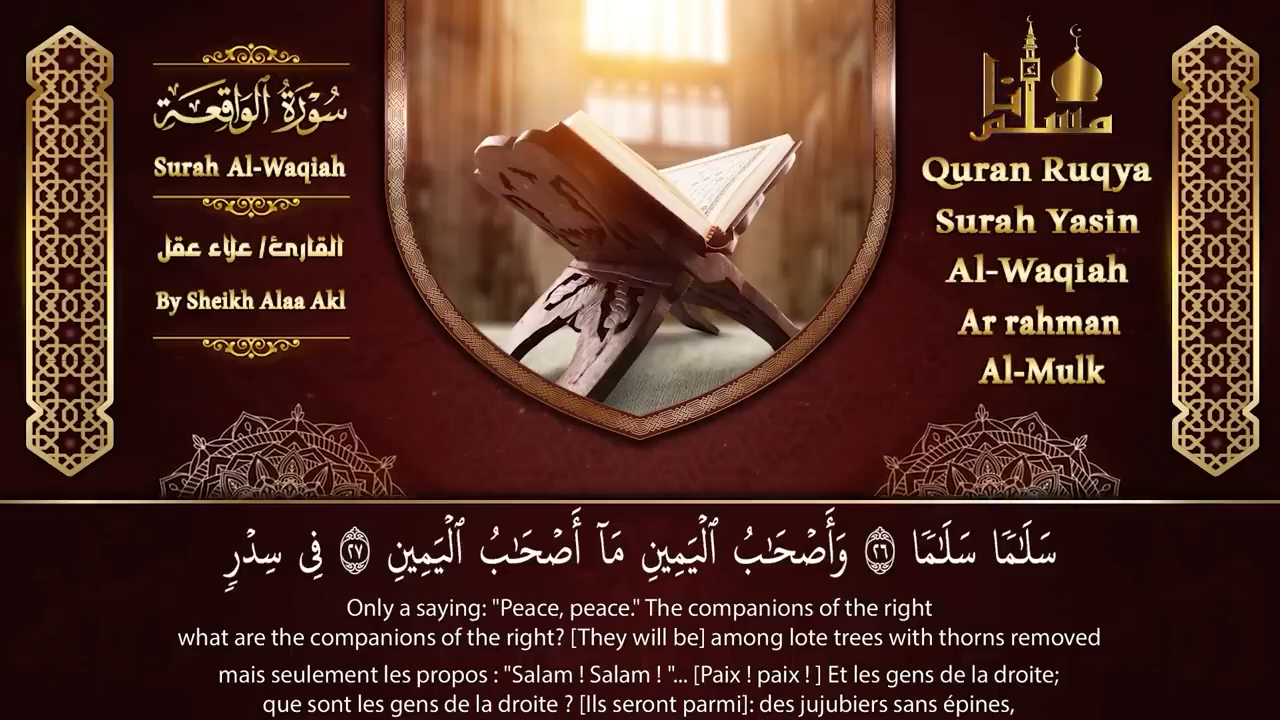 سُورَةُ الوَاقِعَة
Surah Al-Waqiah
القارئ/ علاء عقل
By Sheikh Alaa Akl
Quran Ruqya
Surah Yasin
Al-Waqiah
Ar rahman
Al-Mulk
سَلَـٰمًا سَلَـٰمًا ٢٦ وَأَصْحَـٰبُ ٱلْيَمِينِ مَآ أَصْحَـٰبُ ٱلْيَمِينِ ٢٧ فِى سِدْرٍ
Only a saying: "Peace, peace." The companions of the right
what are the companions of the right? [They will be] among lote trees with thorns removed
mais seulement les propos : "Salam ! Salam ! "... [Paix ! paix ! ] Et les gens de la droite;
que sont les gens de la droite ? [Ils seront parmi]: des jujubiers sans épines,